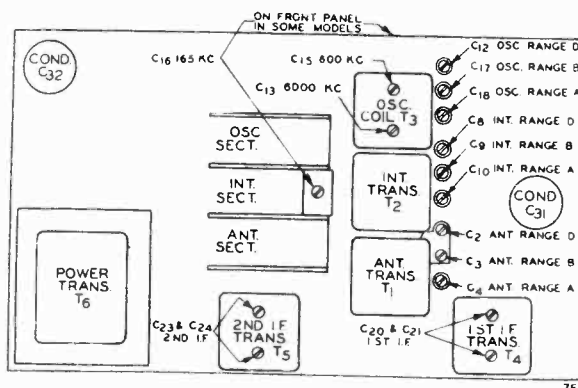 ON FRONT PANEL
IN SOME MODELS
COND.
C32
C16 165 KC
C15 600 KC
C13 6000 KC
OSC.
COIL T3
C12 OSC RANGE D
C17 OSC. RANGE B
C18 OSC. RANGE A
C8 INT. RANGE D
C9 INT. RANGE B
C10 INT. RANGE A
OSC
SECT.
INT.
SECT.
ANT.
SECT.
INT.
TRANS.
T2
COND
C31
C2 ANT RANGE D
C3 ANT. RANGE B
C4 ANT. RANGE A
ANT.
TRANS
T1
POWER
TRANS.
T6
C23 & C24
2ND I.F
2ND I.F
TRANS
T5
C20 & C21
1ST I.F
1ST I.F
TRANS.
T4